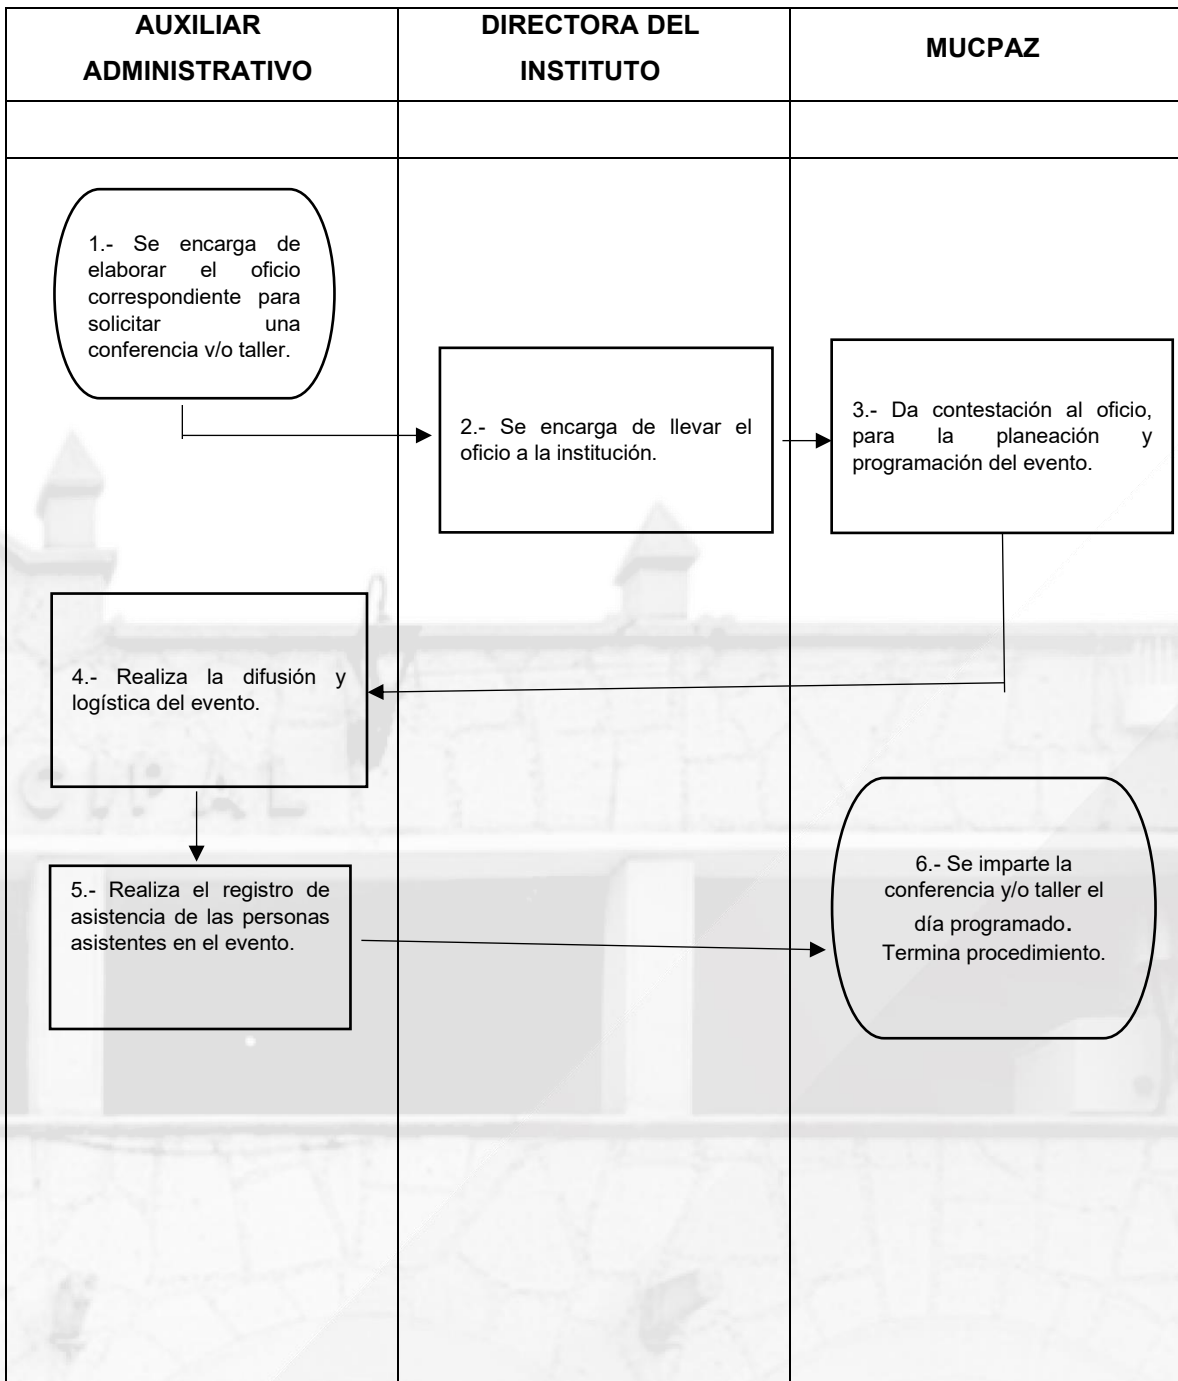 AUXILIAR
ADMINISTRATIVO
DIRECTORA DEL
INSTITUTO
MUCPAZ
1.- Se encarga de
elaborar el oficio
correspondiente para
solicitar una
conferencia v/o taller.
2.- Se encarga de llevar el
oficio a la institución.
3.- Da contestación al oficio,
para la planeación y
programación del evento.
4.- Realiza la difusión y
logística del evento.
CIPAL
5.- Realiza el registro de
asistencia de las personas
asistentes en el evento.
6.- Se imparte la
conferencia y/o taller el
día programado.
Termina procedimiento.